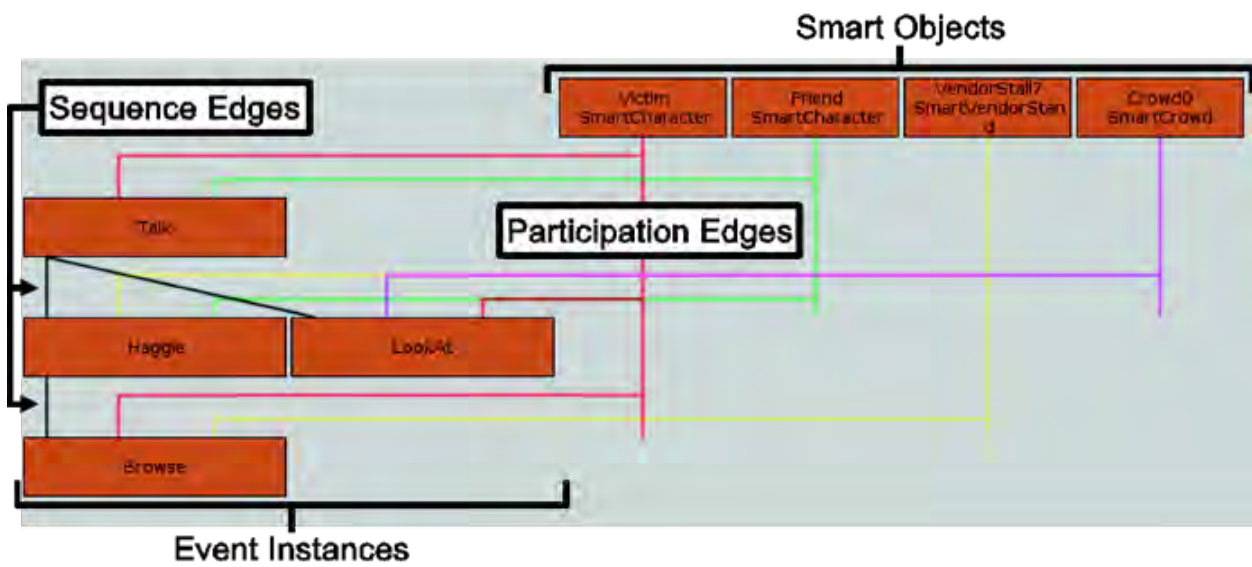 Smart Objects
Sequence Edges
Victim
SmartCharacter
Friend
SmartCharacter
VendorStall7
SmartVendorStan
d
Crowd0
SmartCrowd
Talk
Participation Edges
Haggle
LookAt
Browse
Event Instances